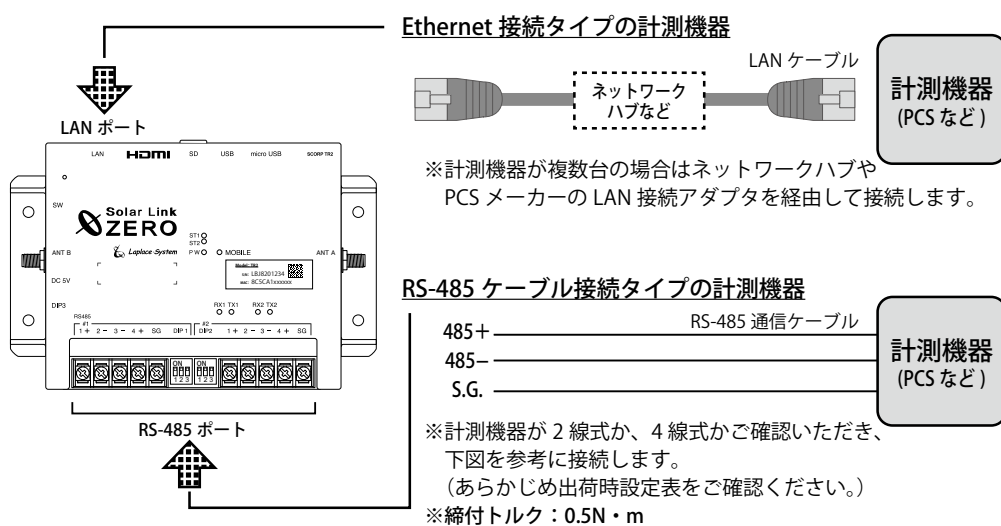 Ethernet 接続タイプの計測機器
LAN ケーブル
ネットワーク
ハブなど
計測機器
(PCS など )
※計測機器が複数台の場合はネットワークハブや
PCS メーカーの LAN 接続アダプタを経由して接続します。
LAN ポート
LAN HDMI SD USB micro USB SCORP TR2
SW
Solar Link
ZERO
Laplace System
ST1
ST2
PW
MOBILE
ANT B
ANT A
Model: TR2
S/N: LBJ8201234
MAC: 8C5CA1xxxxxx
DC 5V
DIP3
RX1 TX1 RX2 TX2
RS485
#1 #2
1 + 2 - 3 - 4 + SG DIP 1 DIP2 1 + 2 - 3 - 4 + SG
ON ON
1 2 3 1 2 3
RS-485 ポート
RS-485 ケーブル接続タイプの計測機器
RS-485 通信ケーブル
485+
485−
S.G.
計測機器
(PCS など )
※計測機器が 2 線式か、4 線式かご確認いただき、
下図を参考に接続します。
（あらかじめ出荷時設定表をご確認ください。）
※締付トルク：0.5N・m